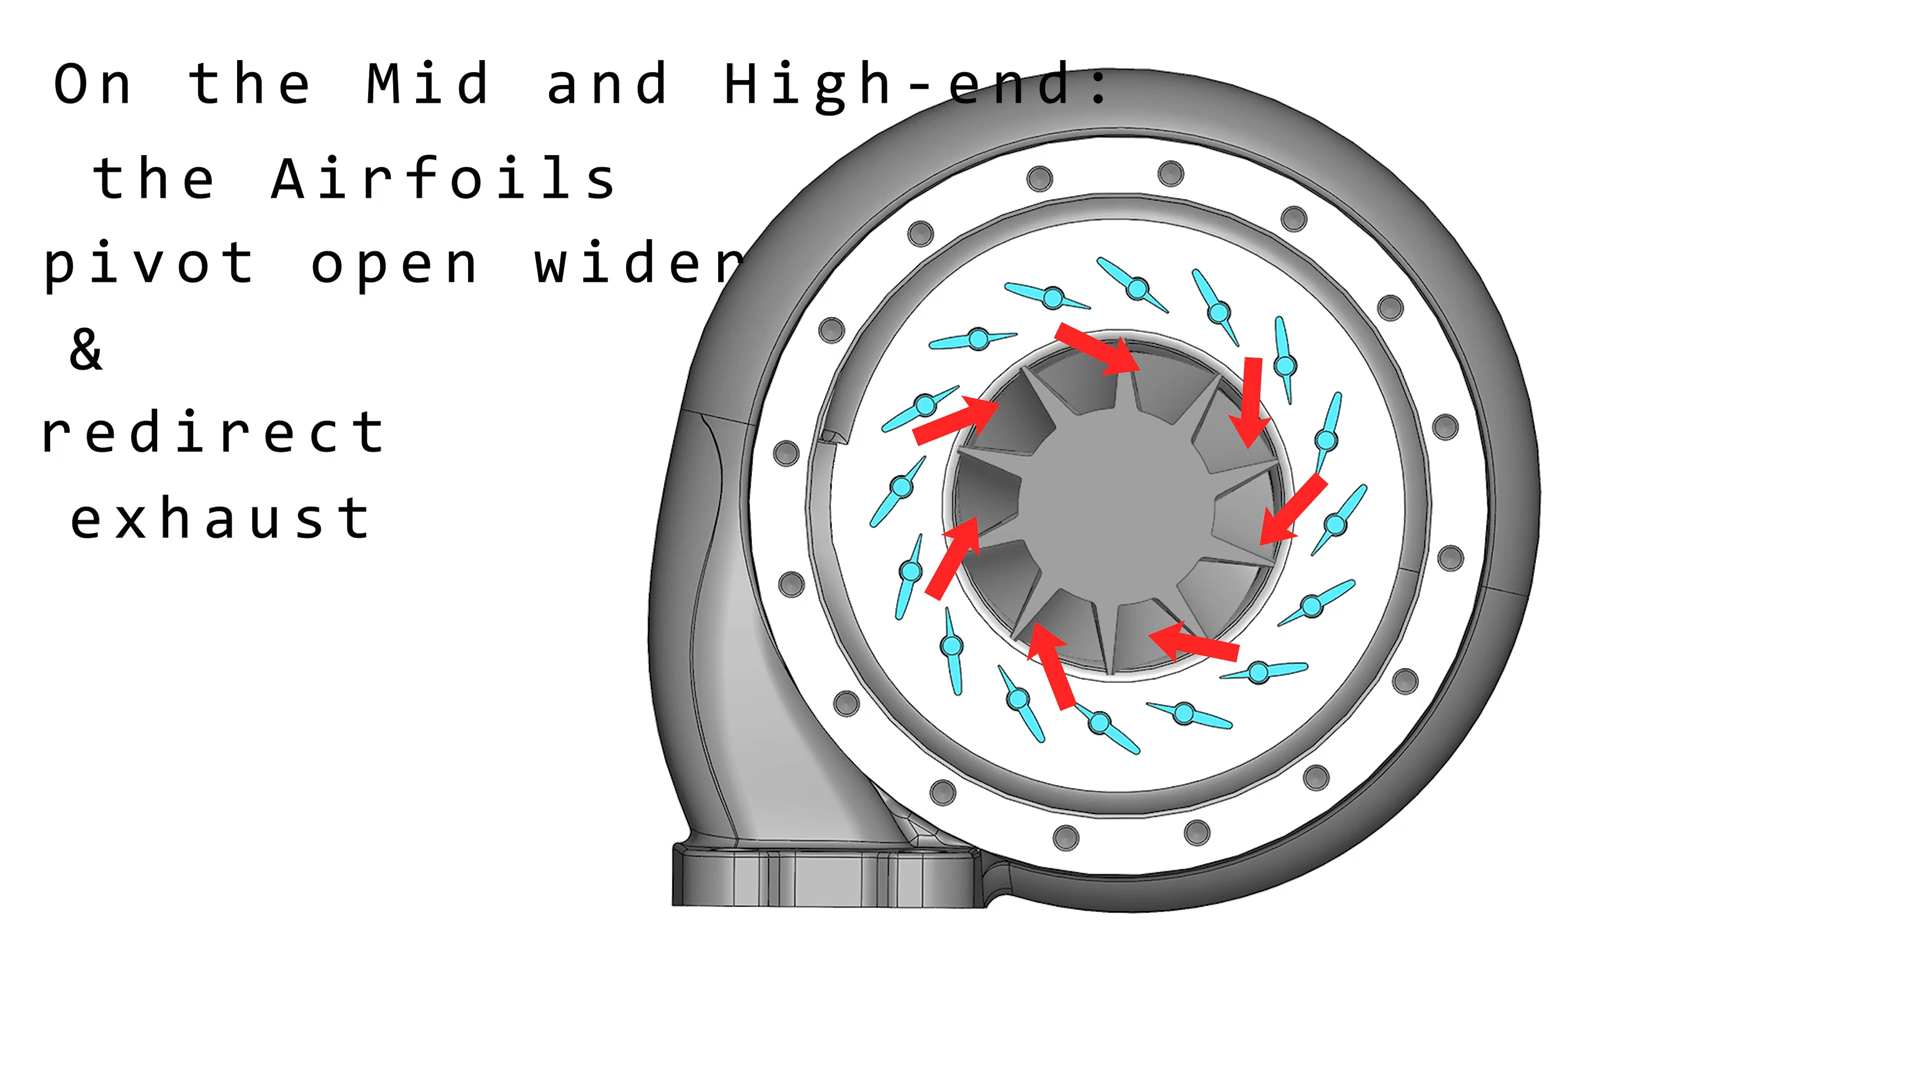 On the Mid and High-end:
the Airfoils
pivot open wider
&
redirect
exhaust